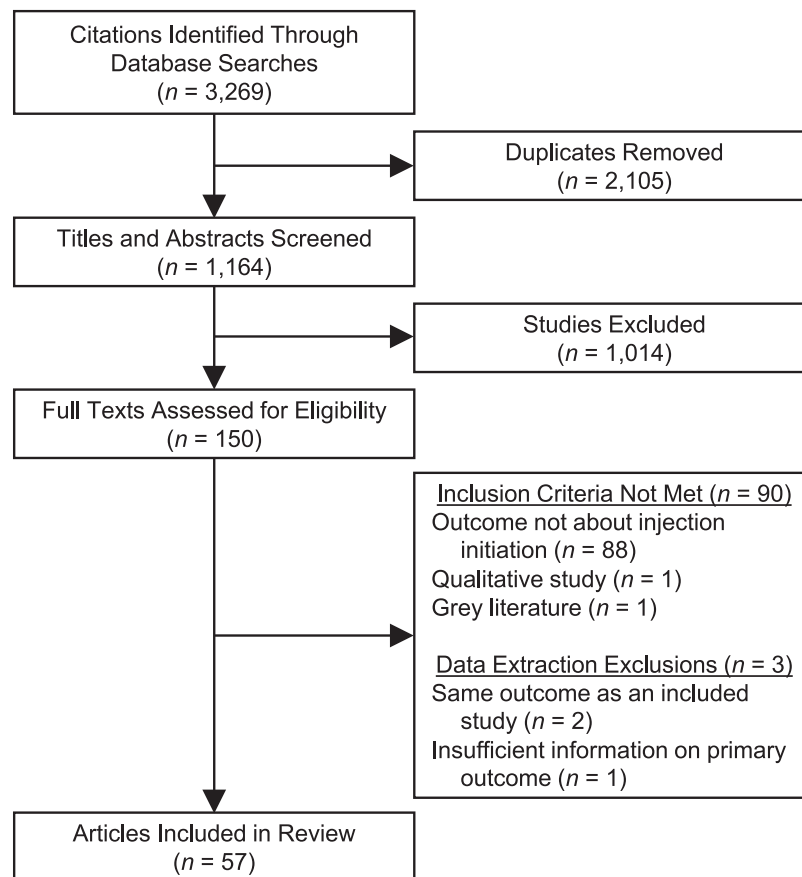 Citations Identified Through
Database Searches
(n = 3,269)
Duplicates Removed
(n = 2,105)
Titles and Abstracts Screened
(n = 1,164)
Studies Excluded
(n = 1,014)
Full Texts Assessed for Eligibility
(n = 150)
Inclusion Criteria Not Met (n = 90)
Outcome not about injection
initiation (n = 88)
Qualitative study (n = 1)
Grey literature (n = 1)
Data Extraction Exclusions (n = 3)
Same outcome as an included
study (n = 2)
Insufficient information on primary
outcome (n = 1)
Articles Included in Review
(n = 57)